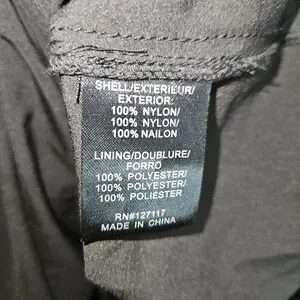 SHELL/EXTERIEUR/
EXTERIOR:
100% NYLON/
100% NYLON/
100% NAILON
LINING/DOUBLURE/
FORRO
100% POLYESTER/
100% POLYESTER/
100% POLIÉSTER
RN#127117
MADE IN CHINA